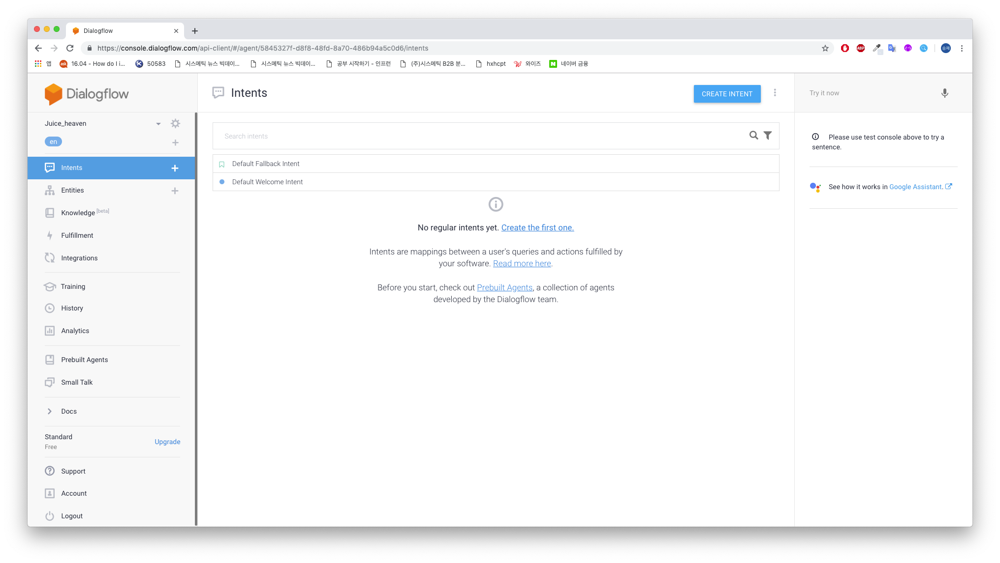 Dialogflow
https://console.dialogflow.com/api-client/#/agent/5845327f-d8f8-48fd-8a70-486b94a5c0d6/intents
ABP
승재
앱
ask
16.04 - How do I i...
K
50583
시스메틱 뉴스 빅데이...
시스메틱 뉴스 빅데이...
공부 시작하기 - 인프런
(주)시스메틱 B2B 분...
hxhcpt
와이즈
N
네이버 금융
Dialogflow
Juice_heaven
en
Intents
Entities
Knowledge [beta]
Fulfillment
Integrations
Training
History
Analytics
Prebuilt Agents
Small Talk
Docs
Standard
Free
Upgrade
Support
Account
Logout
Intents
CREATE INTENT
Search intents
Default Fallback Intent
Default Welcome Intent
No regular intents yet. Create the first one.
Intents are mappings between a user's queries and actions fulfilled by
your software. Read more here.
Before you start, check out Prebuilt Agents, a collection of agents
developed by the Dialogflow team.
Try it now
Please use test console above to try a
sentence.
See how it works in Google Assistant.